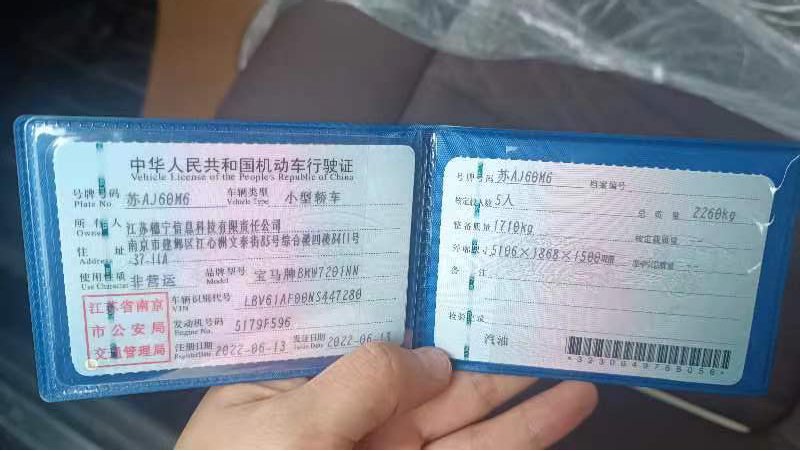 中华人民共和国机动车行驶证
Vehicle License of the People's Republic of China
号牌号码 苏AJ60M6 车辆类型 小型轿车
Plate No. Vehicle Type
所有人 江苏穗宁信息科技有限责任公司
Owner
住址 南京市建邺区江心洲文泰街85号综合楼四楼8411号
-37-11A
使用性质 非营运 品牌型号 宝马牌BMW7201NN
Use Character Model
江苏省南京
市公安局
交通管理局
车辆识别代号 LBV61AF00NS447280
VIN
发动机号码 5179F596
Engine No.
注册日期 2022-06-13 发证日期 2022-06-13
Register Date Issue Date
号牌号码 苏AJ60M6 档案编号
核定载人数 5人 总质量 2260kg
整备质量 1710kg 核定载质量 --
外廓尺寸 5106×1868×1500mm 准牵引总质量 --
备注
检验记录
汽油